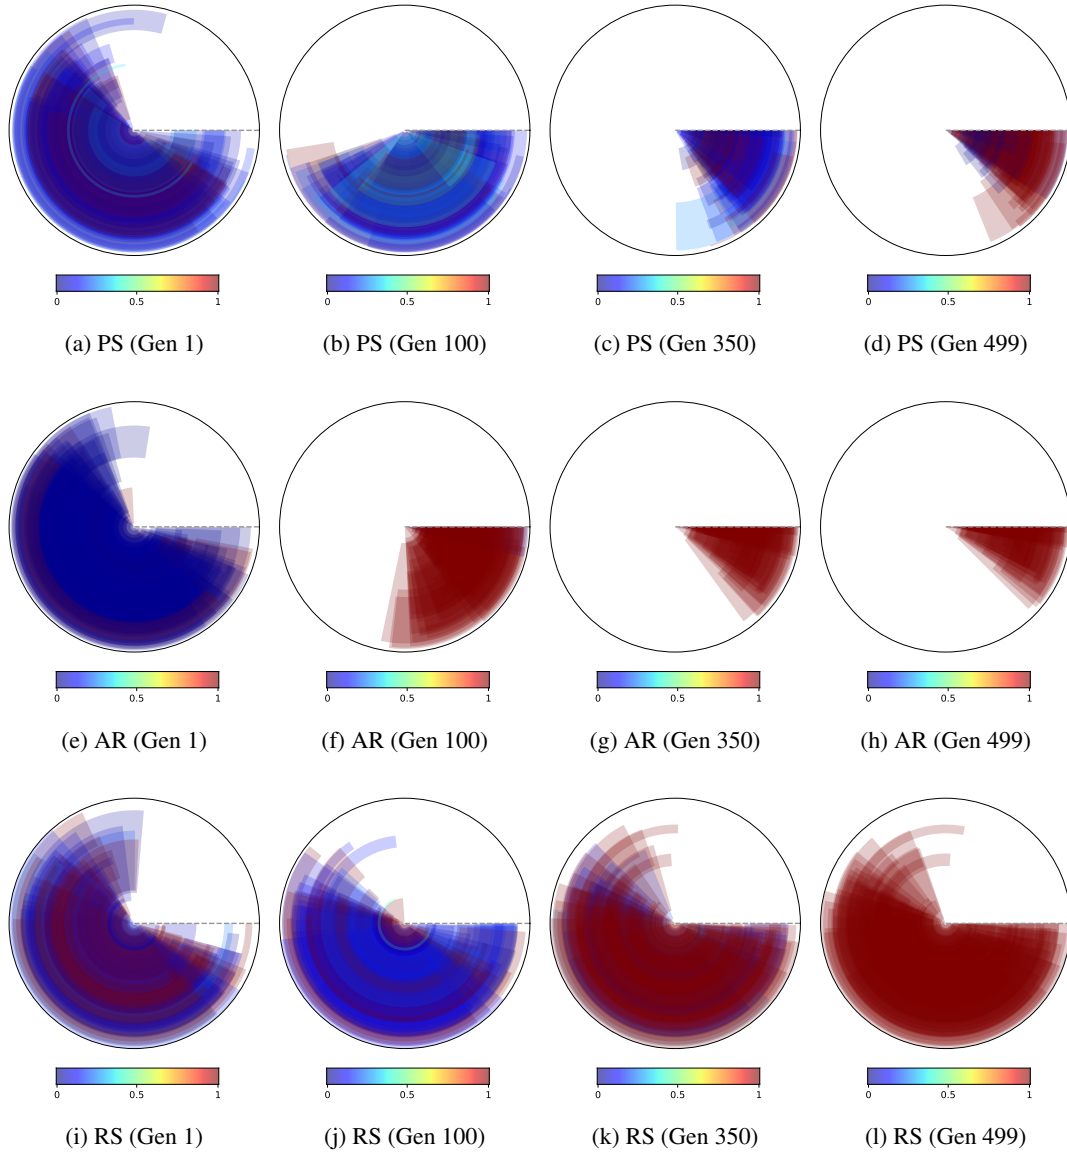 0 0.5 1 0 0.5 1 0 0.5 1 0 0.5 1
(a) PS (Gen 1) (b) PS (Gen 100) (c) PS (Gen 350) (d) PS (Gen 499)
0 0.5 1 0 0.5 1 0 0.5 1 0 0.5 1
(e) AR (Gen 1) (f) AR (Gen 100) (g) AR (Gen 350) (h) AR (Gen 499)
0 0.5 1 0 0.5 1 0 0.5 1 0 0.5 1
(i) RS (Gen 1) (j) RS (Gen 100) (k) RS (Gen 350) (l) RS (Gen 499)